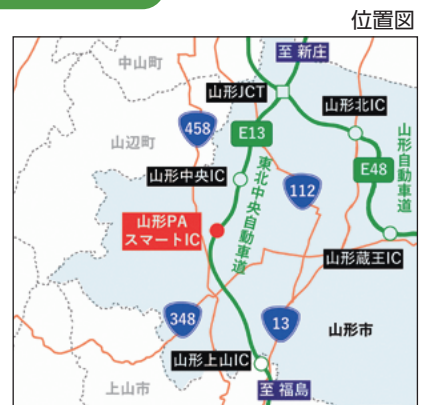 位置図
至 新庄
中山町
山形JCT
山形北IC
458
E13
山辺町
山形自動車道
E48
山形中央IC
東北中央自動車道
112
山形PA
スマートIC
山形蔵王IC
348
13
山形市
山形上山IC
上山市
至 福島